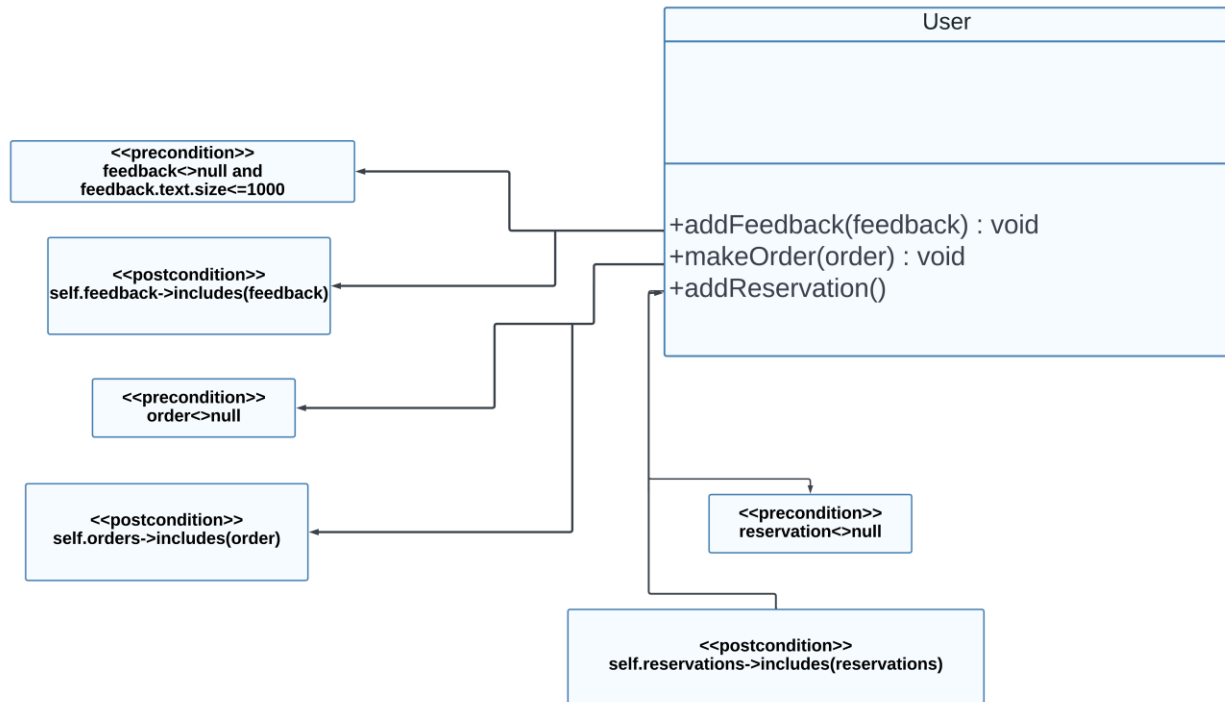 User
<<precondition>>
feedback<>null and
feedback.text.size<=1000
+addFeedback(feedback) : void
+makeOrder(order) : void
+addReservation()
<<postcondition>>
self.feedback->includes(feedback)
<<precondition>>
order<>null
<<postcondition>>
self.orders->includes(order)
<<precondition>>
reservation<>null
<<postcondition>>
self.reservations->includes(reservations)